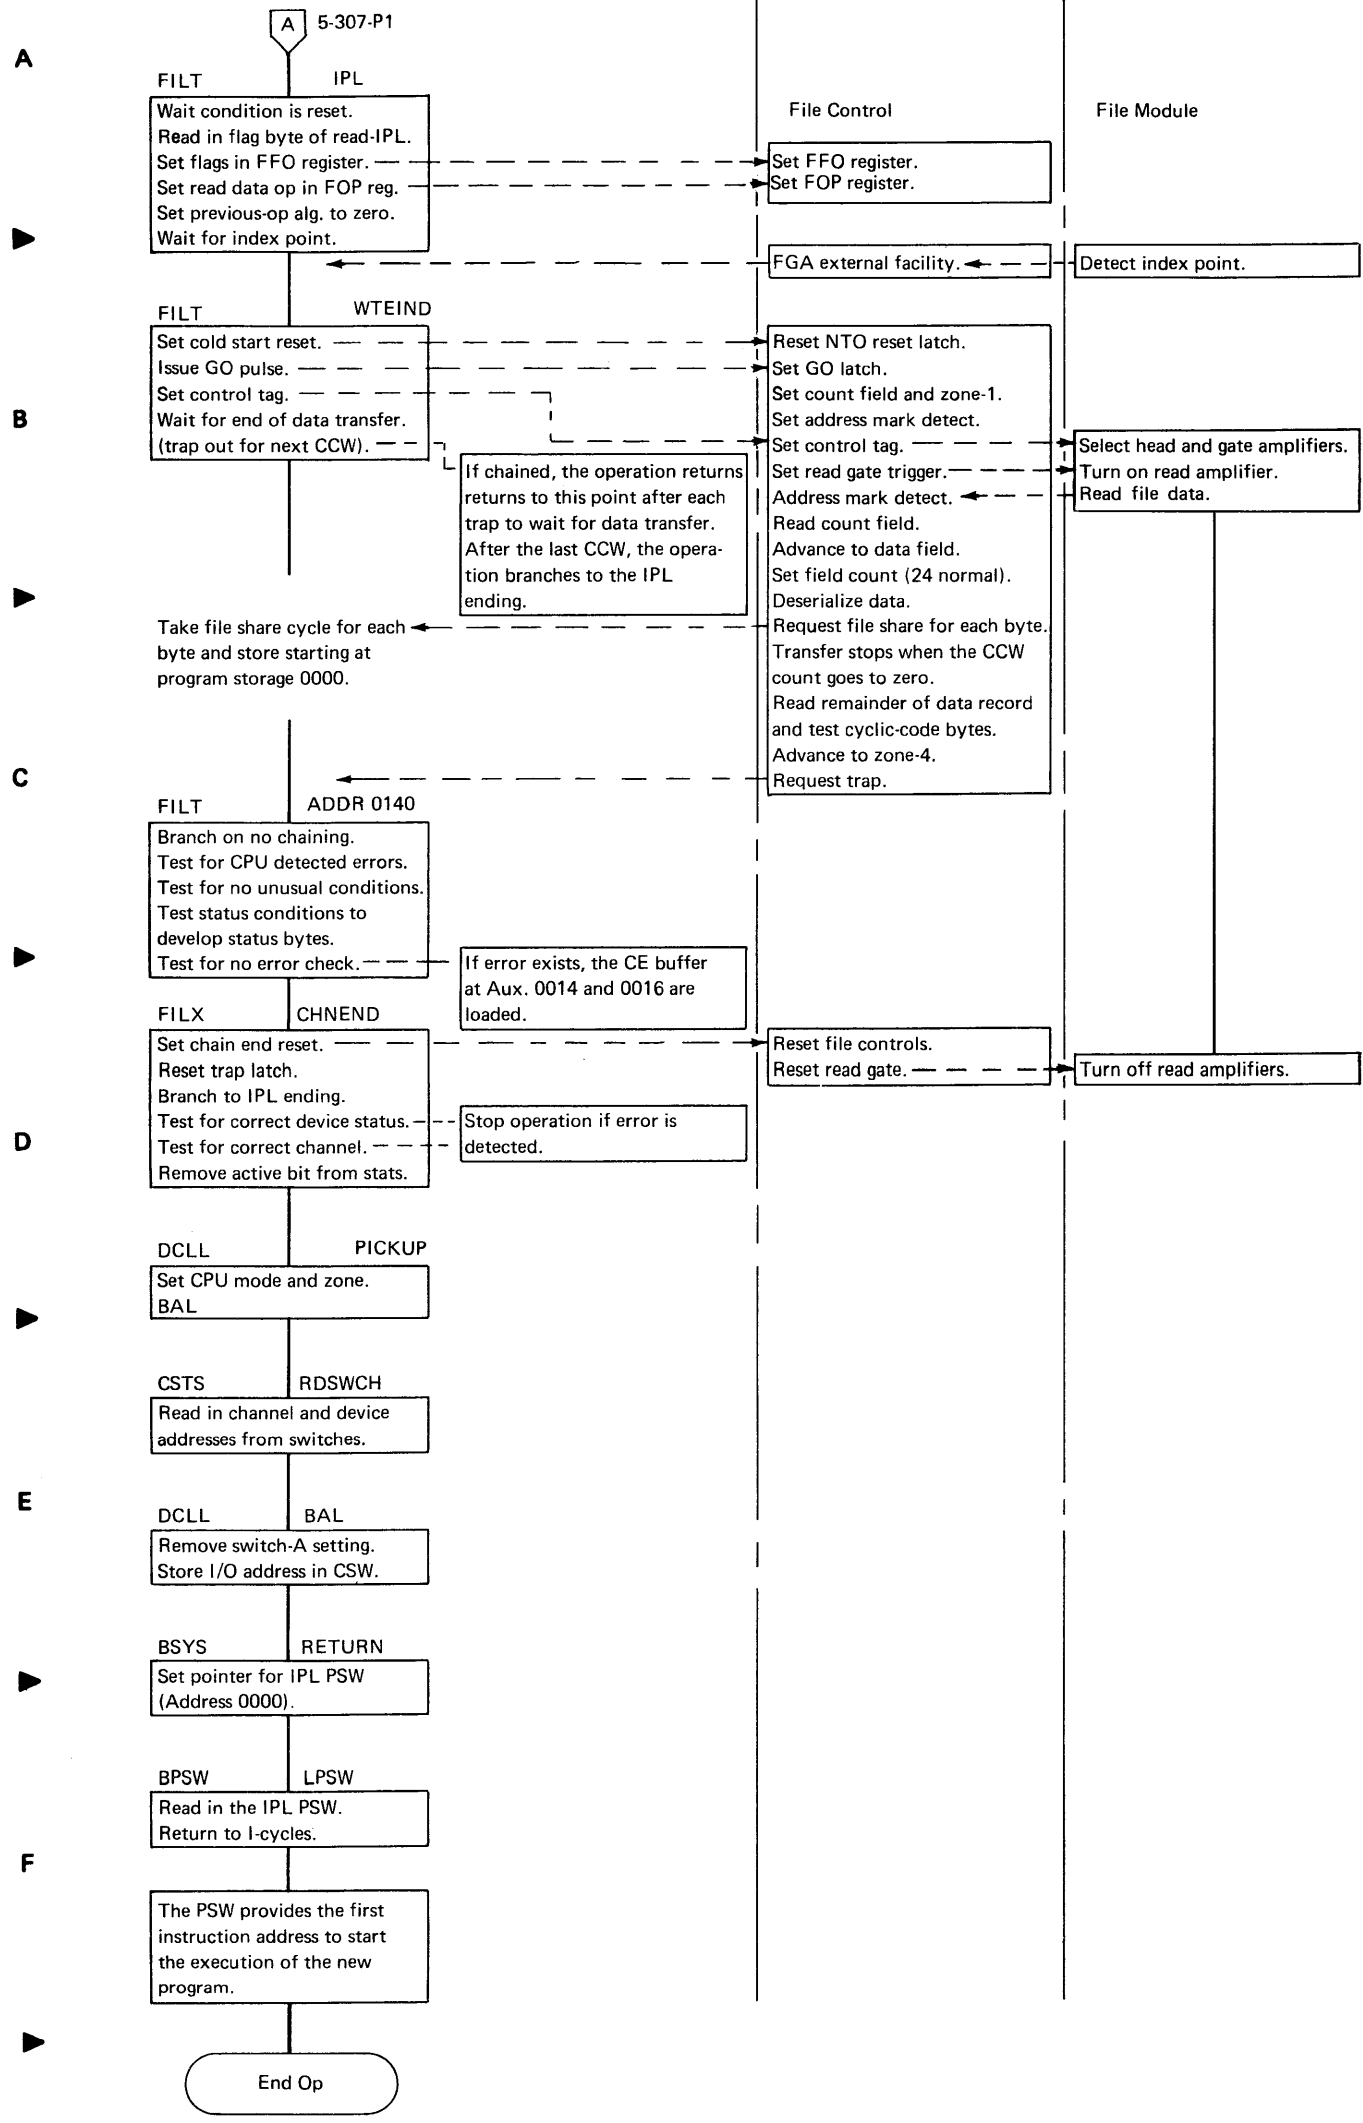 A 5-307-P1
A
FILT IPL
Wait condition is reset.
Read in flag byte of read-IPL.
Set flags in FFO register.
Set read data op in FOP reg.
Set previous-op alg. to zero.
Wait for index point.
File Control
File Module
Set FFO register.
Set FOP register.
FGA external facility.
Detect index point.
FILT WTEIND
Set cold start reset.
Issue GO pulse.
Set control tag.
Wait for end of data transfer.
(trap out for next CCW).
B
If chained, the operation returns
returns to this point after each
trap to wait for data transfer.
After the last CCW, the opera-
tion branches to the IPL
ending.
Reset NTO reset latch.
Set GO latch.
Set count field and zone-1.
Set address mark detect.
Set control tag.
Set read gate trigger.
Address mark detect.
Read count field.
Advance to data field.
Set field count (24 normal).
Deserialize data.
Request file share for each byte.
Transfer stops when the CCW
count goes to zero.
Read remainder of data record
and test cyclic-code bytes.
Advance to zone-4.
Request trap.
Select head and gate amplifiers.
Turn on read amplifier.
Read file data.
Take file share cycle for each
byte and store starting at
program storage 0000.
C
FILT ADDR 0140
Branch on no chaining.
Test for CPU detected errors.
Test for no unusual conditions.
Test status conditions to
develop status bytes.
Test for no error check.
If error exists, the CE buffer
at Aux. 0014 and 0016 are
loaded.
FILX CHNEND
Set chain end reset.
Reset trap latch.
Branch to IPL ending.
Test for correct device status.
Test for correct channel.
Remove active bit from stats.
Reset file controls.
Reset read gate.
Turn off read amplifiers.
Stop operation if error is
detected.
D
DCLL PICKUP
Set CPU mode and zone.
BAL
CSTS RDSWCH
Read in channel and device
addresses from switches.
E
DCLL BAL
Remove switch-A setting.
Store I/O address in CSW.
BSYS RETURN
Set pointer for IPL PSW
(Address 0000).
BPSW LPSW
Read in the IPL PSW.
Return to I-cycles.
F
The PSW provides the first
instruction address to start
the execution of the new
program.
End Op